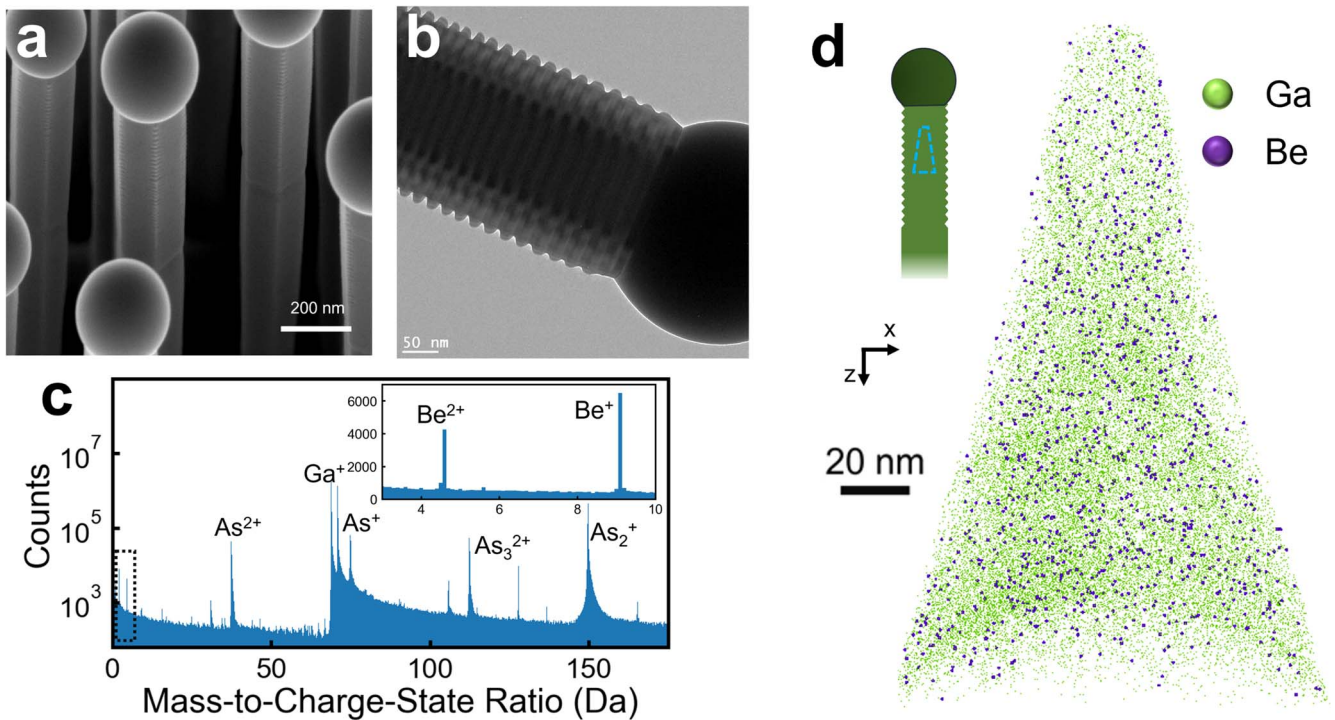 a
200 nm
b
50 nm
c
Counts
10⁷
10⁵
10³
0
50
100
150
Mass-to-Charge-State Ratio (Da)
As²⁺
Ga⁺
As⁺
As₃²⁺
As₂⁺
6000
4000
2000
0
4
6
8
10
Be²⁺
Be⁺
d
Ga
Be
x
z
20 nm